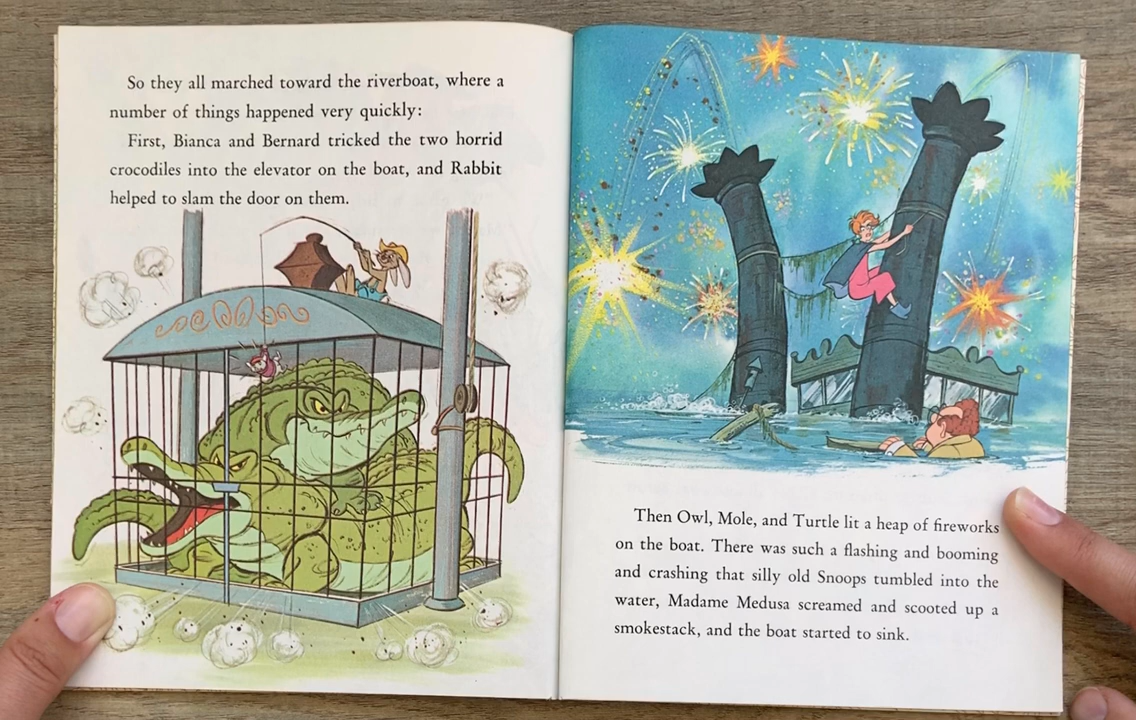 So they all marched toward the riverboat, where a
number of things happened very quickly:
First, Bianca and Bernard tricked the two horrid
crocodiles into the elevator on the boat, and Rabbit
helped to slam the door on them.
Then Owl, Mole, and Turtle lit a heap of fireworks
on the boat. There was such a flashing and booming
and crashing that silly old Snoops tumbled into the
water, Madame Medusa screamed and scooted up a
smokestack, and the boat started to sink.